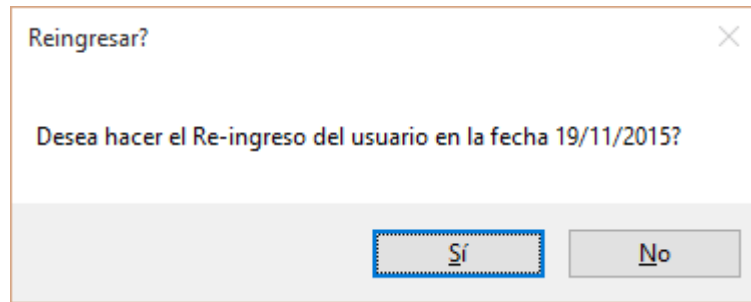 Reingresar?
Desea hacer el Re-ingreso del usuario en la fecha 19/11/2015?
Sí No